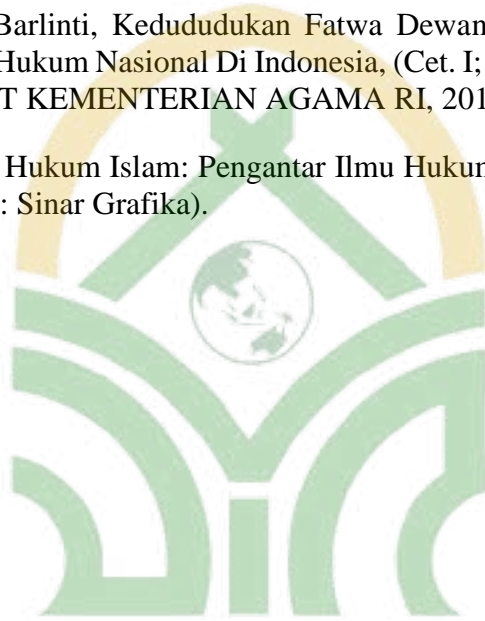 Barlinti, Kedududukan Fatwa Dewan
Hukum Nasional Di Indonesia, (Cet. I;
T KEMENTERIAN AGAMA RI, 201
Hukum Islam: Pengantar Ilmu Hukum
: Sinar Grafika).